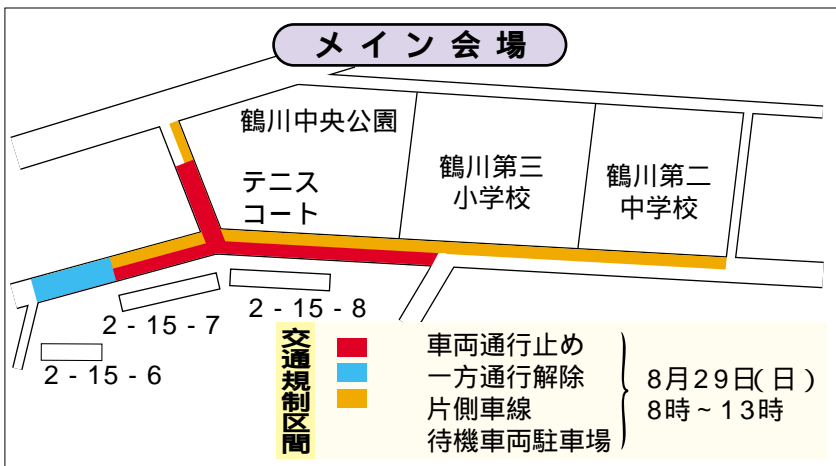 メイン会場
鶴川中央公園
テニス
コート
鶴川第三
小学校
鶴川第二
中学校
2-15-7
2-15-8
2-15-6
交通規制区間
車両通行止め
一方通行解除
片側車線
待機車両駐車場
8月29日(日)
8時~13時